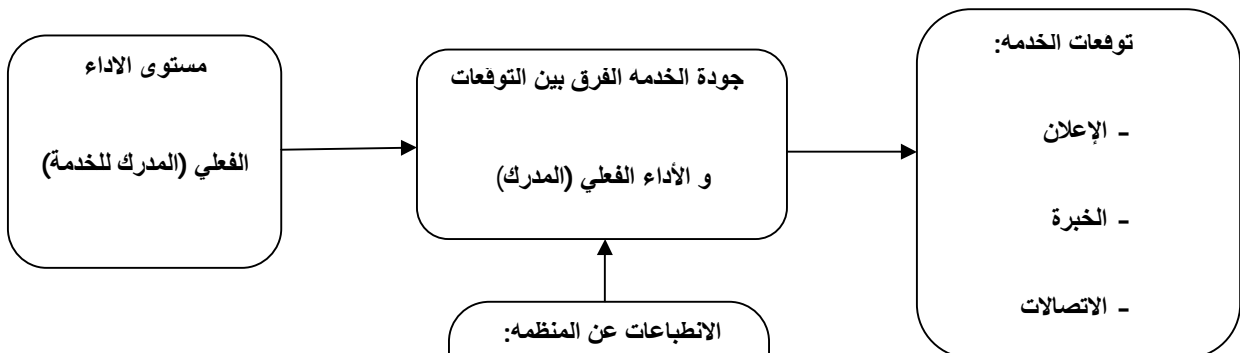 توقعات الخدمه:
- الإعلان
- الخبرة
- الاتصالات
جودة الخدمه الفرق بين التوقعات
و الأداء الفعلي (المدرك)
مستوى الاداء
الفعلي (المدرك للخدمة)
الانطباعات عن المنظمه: